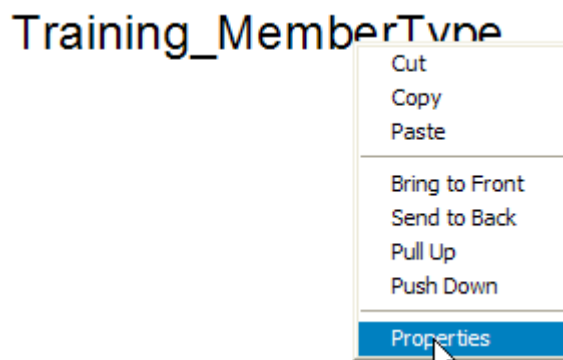 Training_MemberType
Cut
Copy
Paste
Bring to Front
Send to Back
Pull Up
Push Down
Properties